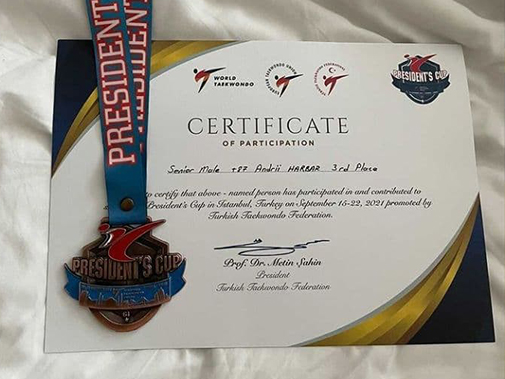 PRESIDENT
PRESIDENT
WORLD
TAEKWONDO
PRESIDENT'S CUP
CERTIFICATE
OF PARTICIPATION
Senior Male +87 Andrii HARBAR 3rd Place
to certify that above - named person has participated in and contributed to
President's Cup in Istanbul, Turkey on September 15-22, 2021 promoted by
Turkish Taekwondo Federation.
Prof. Dr. Metin Şahin
President
Turkish Taekwondo Federation
PRESIDENT'S CUP
G1